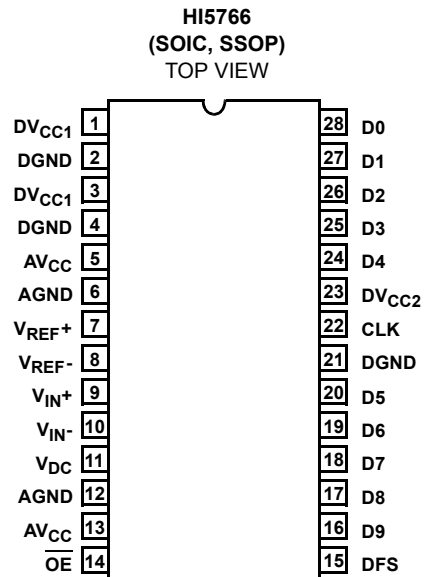 HI5766
(SOIC, SSOP)
TOP VIEW
DVCC1 1 28 D0
DGND 2 27 D1
DVCC1 3 26 D2
DGND 4 25 D3
AVCC 5 24 D4
AGND 6 23 DVCC2
VREF+ 7 22 CLK
VREF- 8 21 DGND
VIN+ 9 20 D5
VIN- 10 19 D6
VDC 11 18 D7
AGND 12 17 D8
AVCC 13 16 D9
O̅E̅ 14 15 DFS